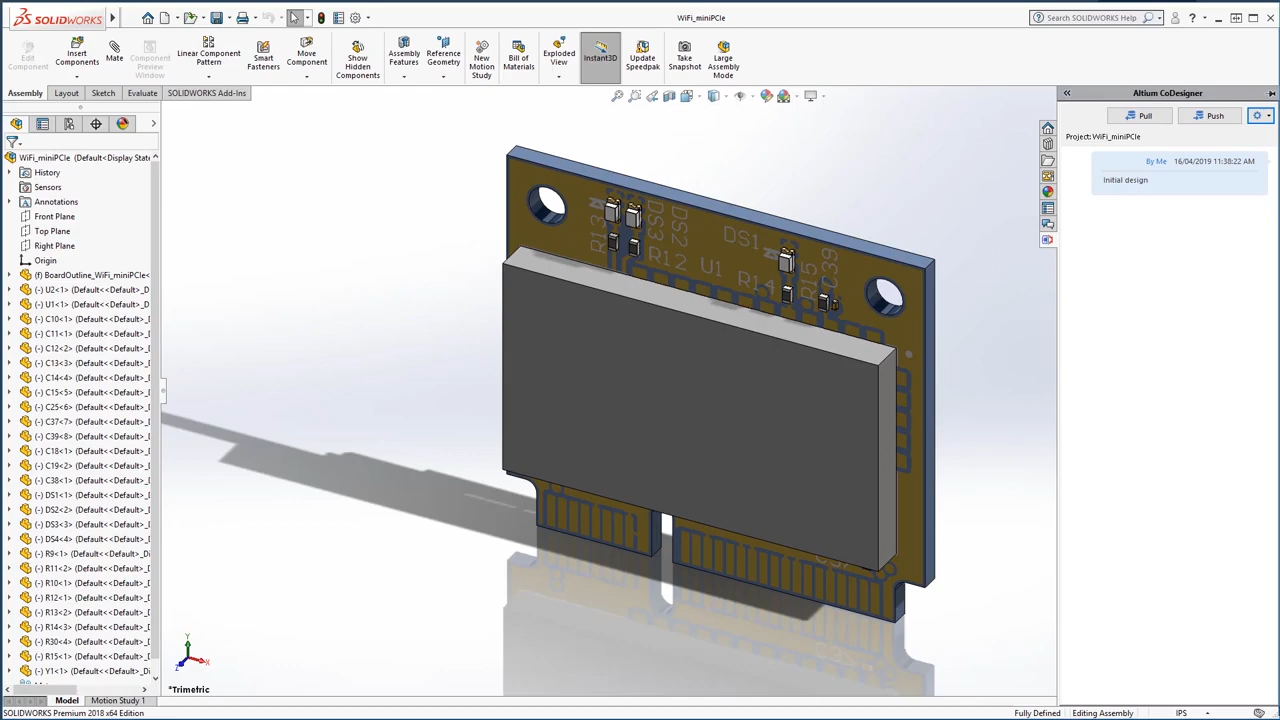 SOLIDWORKS
WiFi_miniPCIe
Search SOLIDWORKS Help
Edit Component
Insert Components
Mate
Component Preview Window
Linear Component Pattern
Smart Fasteners
Move Component
Show Hidden Components
Assembly Features
Reference Geometry
New Motion Study
Bill of Materials
Exploded View
Instant3D
Update Speedpak
Take Snapshot
Large Assembly Mode
Assembly
Layout
Sketch
Evaluate
SOLIDWORKS Add-Ins
WiFi_miniPCIe (Default<Display State
History
Sensors
Annotations
Front Plane
Top Plane
Right Plane
Origin
(f) BoardOutline_WiFi_miniPCIe<
(-) U2<1> (Default<<Default>_D
(-) U1<1> (Default<<Default>_D
(-) C10<1> (Default<<Default>_
(-) C11<1> (Default<<Default>_
(-) C12<2> (Default<<Default>_
(-) C13<3> (Default<<Default>_
(-) C14<4> (Default<<Default>_
(-) C15<5> (Default<<Default>_
(-) C25<6> (Default<<Default>_
(-) C37<7> (Default<<Default>_
(-) C39<8> (Default<<Default>_
(-) C18<1> (Default<<Default>_
(-) C19<2> (Default<<Default>_
(-) C38<1> (Default<<Default>_
(-) DS1<1> (Default<<Default>_
(-) DS2<2> (Default<<Default>_
(-) DS3<3> (Default<<Default>_
(-) DS4<4> (Default<<Default>_
(-) R9<1> (Default<<Default>_D
(-) R11<2> (Default<<Default>_
(-) R10<1> (Default<<Default>_
(-) R12<1> (Default<<Default>_
(-) R13<2> (Default<<Default>_
(-) R14<3> (Default<<Default>_
(-) R30<4> (Default<<Default>_
(-) R15<1> (Default<<Default>_
(-) Y1<1> (Default<<Default>_Di
R13
DS3
DS2
R12
U1
DS1
R14
R15
C39
Y
X
Z
*Trimetric
Altium CoDesigner
Pull
Push
Project: WiFi_miniPCIe
By Me 16/04/2019 11:38:22 AM
Initial design
Model
Motion Study 1
SOLIDWORKS Premium 2018 x64 Edition
Fully Defined
Editing Assembly
IPS